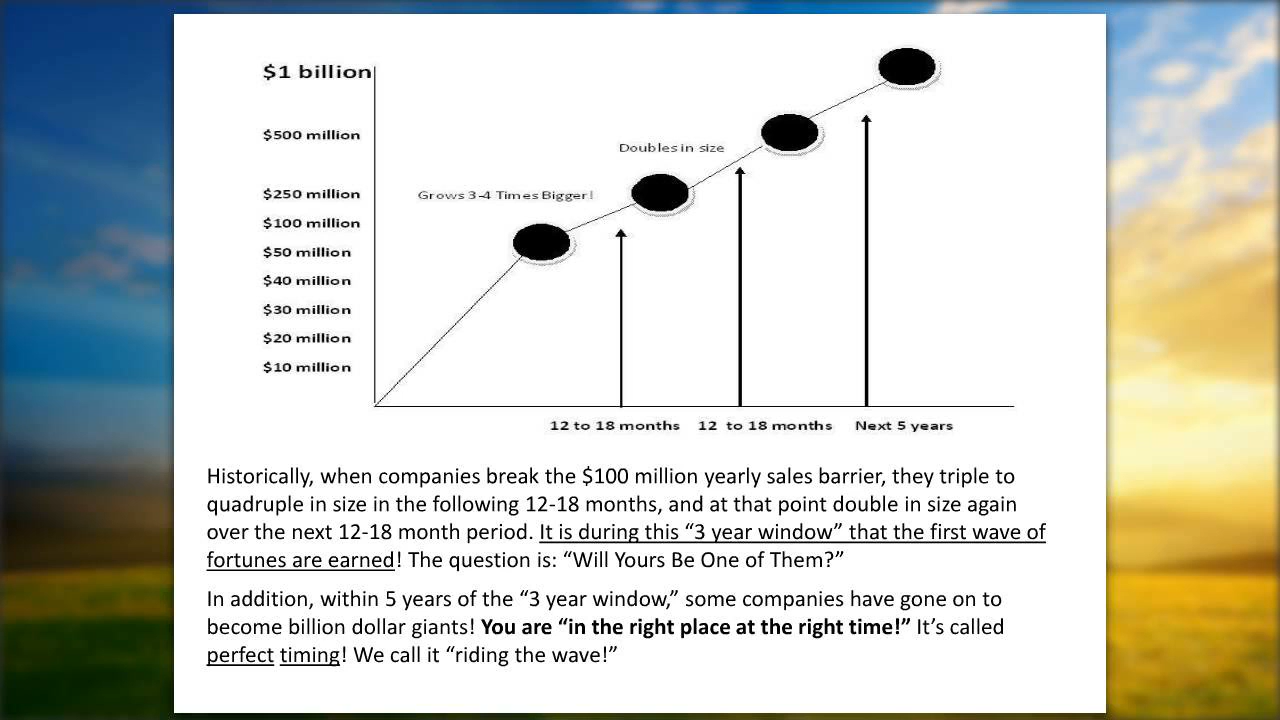 $1 billion
$500 million
Doubles in size
$250 million
Grows 3-4 Times Bigger!
$100 million
$50 million
$40 million
$30 million
$20 million
$10 million
12 to 18 months 12 to 18 months Next 5 years
Historically, when companies break the $100 million yearly sales barrier, they triple to
quadruple in size in the following 12-18 months, and at that point double in size again
over the next 12-18 month period. It is during this “3 year window” that the first wave of
fortunes are earned! The question is: “Will Yours Be One of Them?”
In addition, within 5 years of the “3 year window,” some companies have gone on to
become billion dollar giants! You are “in the right place at the right time!” It’s called
perfect timing! We call it “riding the wave!”